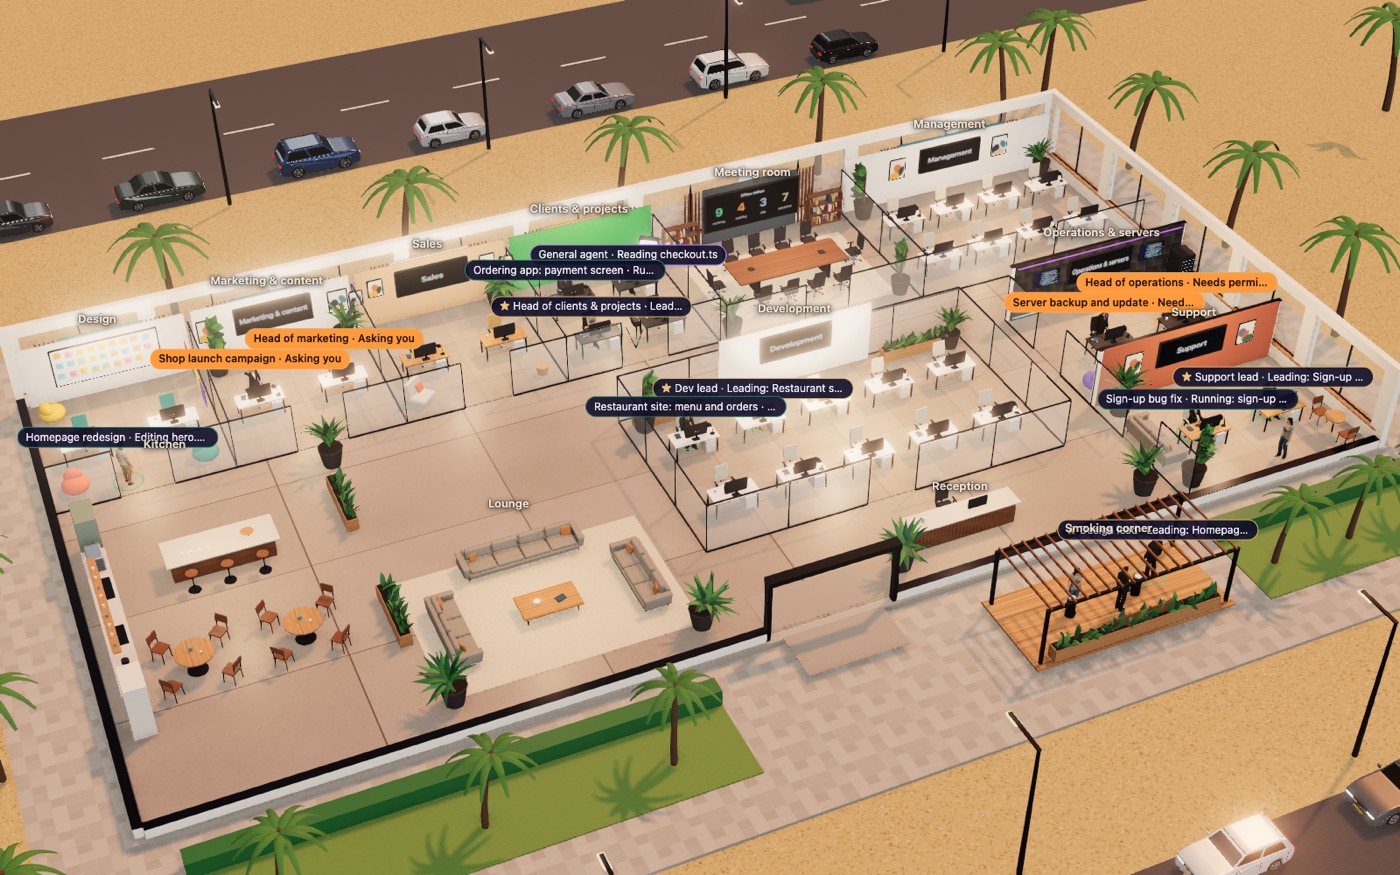 Management
Management
Meeting room
9 4 3 7
Clients & projects
Operations & servers
Operations & servers
Sales
Sales
General agent · Reading checkout.ts
Ordering app: payment screen · Ru...
Marketing & content
Marketing & content
Head of operations · Needs permi...
Server backup and update · Need...
Head of clients & projects · Lead...
Development
Development
Support
Support
Design
Head of marketing · Asking you
Shop launch campaign · Asking you
Support lead · Leading: Sign-up ...
Dev lead · Leading: Restaurant s...
Sign-up bug fix · Running: sign-up ...
Restaurant site: menu and orders · ...
Homepage redesign · Editing hero....
Kitchen
Reception
Lounge
Smoking corner
Leading: Homepag...